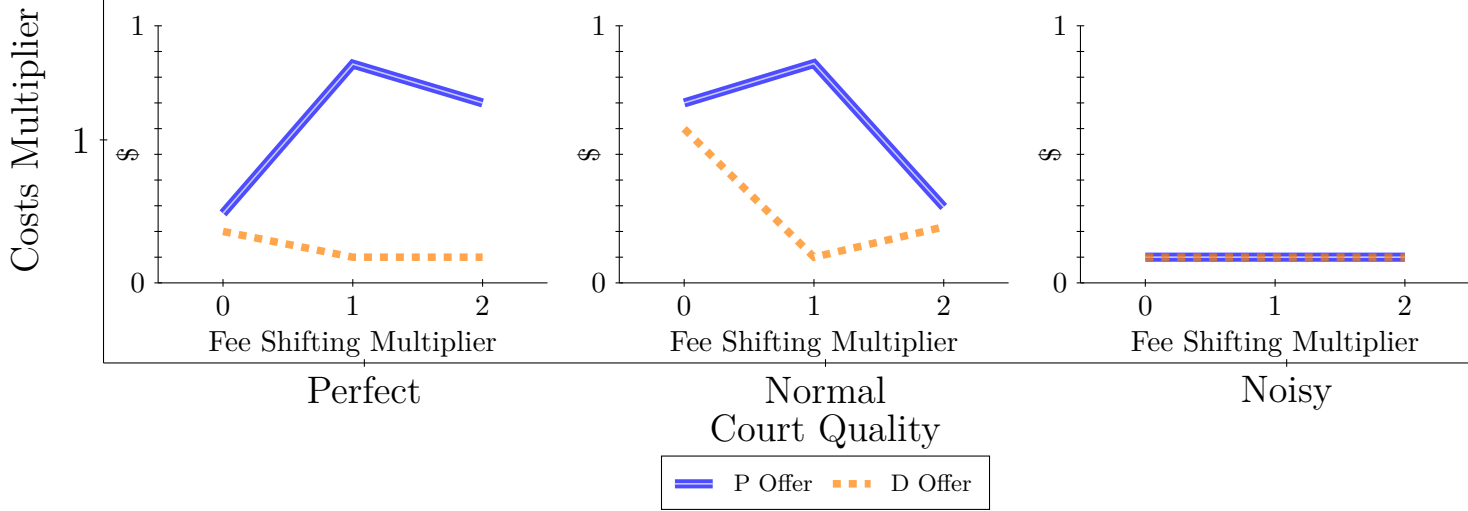 Costs Multiplier
1
1
$
0
0 1 2
Fee Shifting Multiplier
1
$
0
0 1 2
Fee Shifting Multiplier
1
$
0
0 1 2
Fee Shifting Multiplier
Perfect Normal Noisy
Court Quality
P Offer D Offer